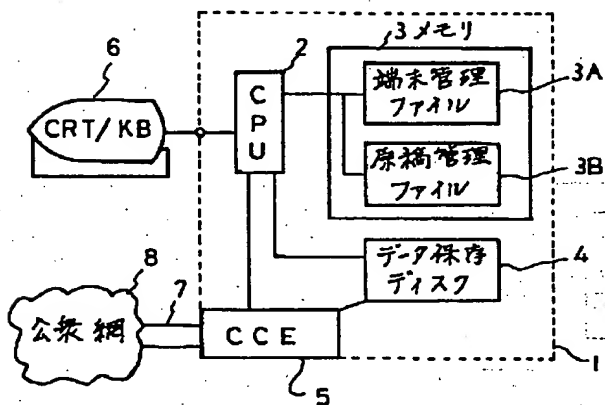 3 メモリ
2
6
CPU
端末管理
ファイル
3A
CRT/KB
原稿管理
ファイル
3B
8
7
データ保存
ディスク
4
公衆網
CCE
1
5